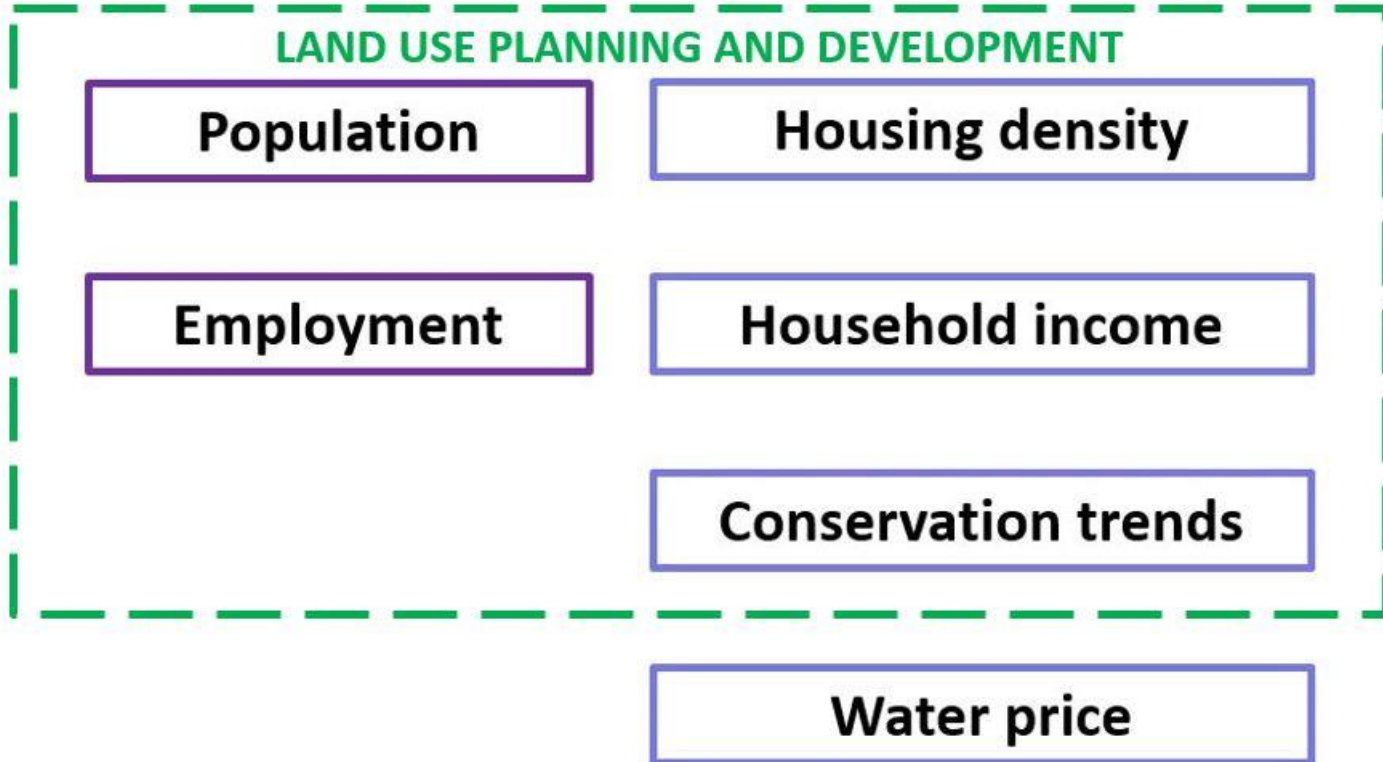 LAND USE PLANNING AND DEVELOPMENT
Population
Housing density
Employment
Household income
Conservation trends
Water price